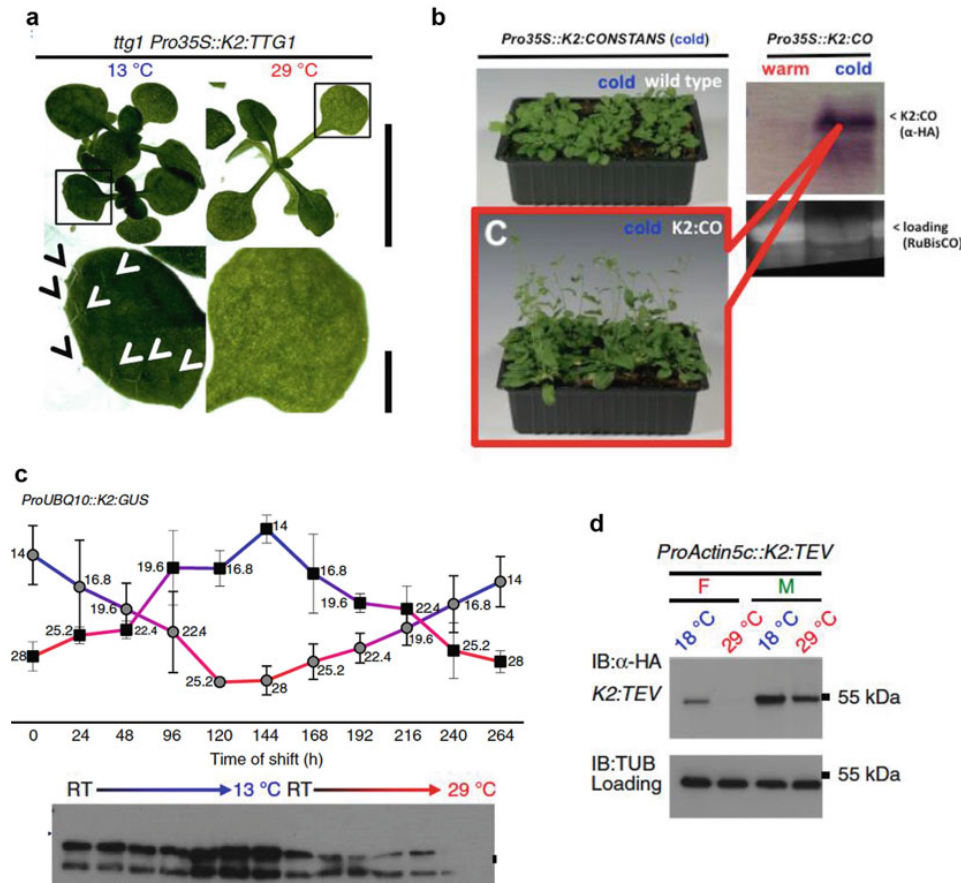 a
ttg1 Pro35S::K2:TTG1
13 °C 29 °C
b
Pro35S::K2:CONSTANS (cold)
cold wild type
C cold K2:CO
Pro35S::K2:CO
warm cold
< K2:CO
(α-HA)
< loading
(RuBisCO)
c
ProUBQ10::K2:GUS
14
16.8
19.6
22.4
25.2
28
25.2
22.4
19.6
16.8
14
28
25.2
22.4
19.6
16.8
14
16.8
19.6
22.4
25.2
28
0 24 48 96 120 144 168 192 216 240 264
Time of shift (h)
RT 13 °C RT 29 °C
d
ProActin5c::K2:TEV
F M
18 °C 29 °C 18 °C 29 °C
IB:α-HA
K2:TEV 55 kDa
IB:TUB 55 kDa
Loading